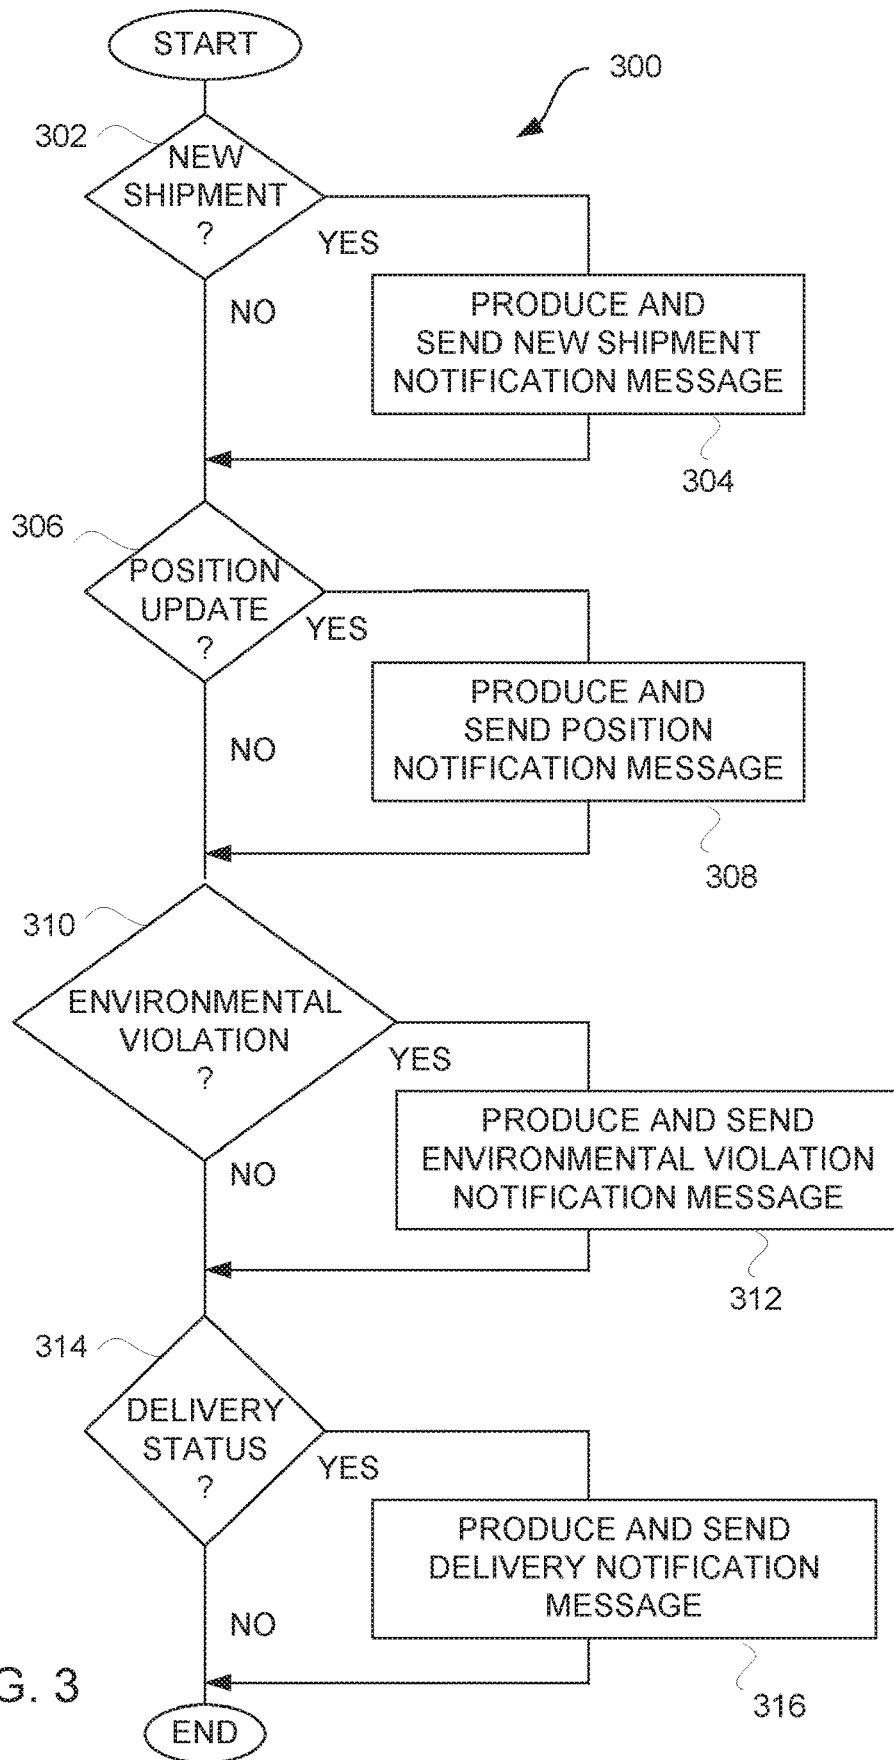 START
300
302
NEW
SHIPMENT
?
YES
NO
PRODUCE AND
SEND NEW SHIPMENT
NOTIFICATION MESSAGE
304
306
POSITION
UPDATE
?
YES
NO
PRODUCE AND
SEND POSITION
NOTIFICATION MESSAGE
308
310
ENVIRONMENTAL
VIOLATION
?
YES
NO
PRODUCE AND SEND
ENVIRONMENTAL VIOLATION
NOTIFICATION MESSAGE
312
314
DELIVERY
STATUS
?
YES
NO
PRODUCE AND SEND
DELIVERY NOTIFICATION
MESSAGE
316
G. 3
END